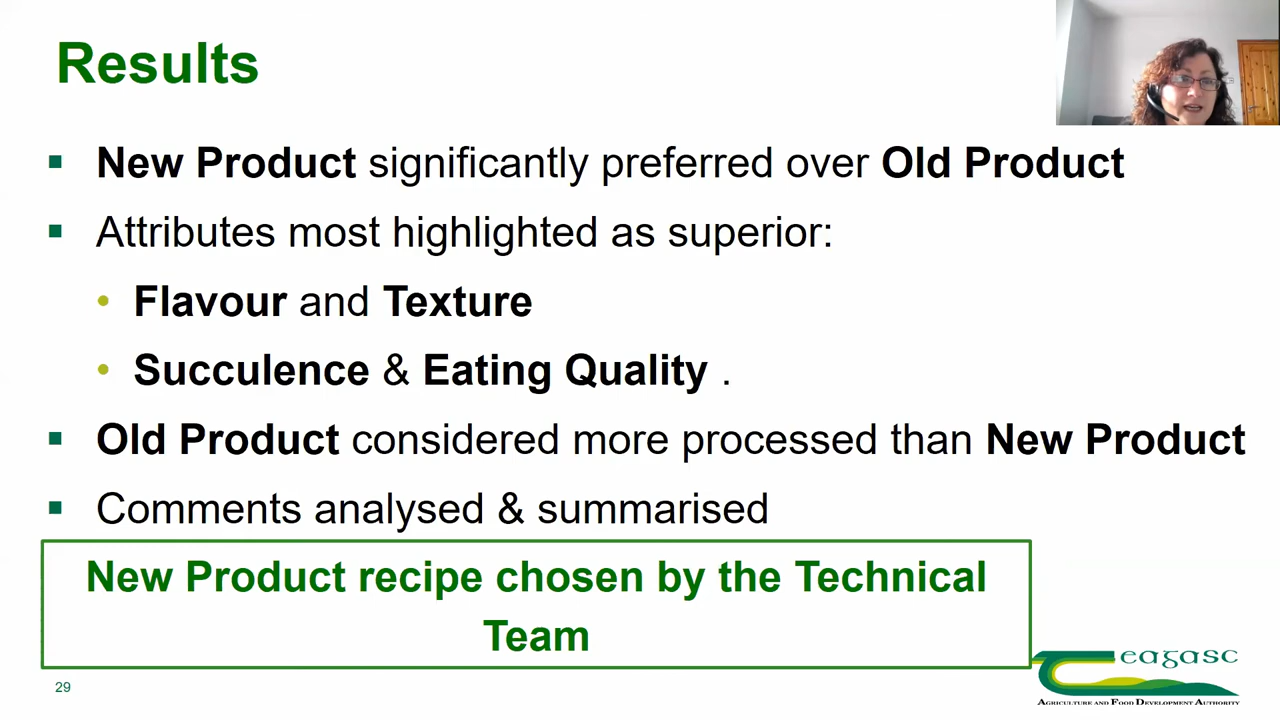 Results
New Product significantly preferred over Old Product
Attributes most highlighted as superior:
Flavour and Texture
Succulence & Eating Quality .
Old Product considered more processed than New Product
Comments analysed & summarised
New Product recipe chosen by the Technical
Team
29
eagasc
Agriculture and Food Development Authority